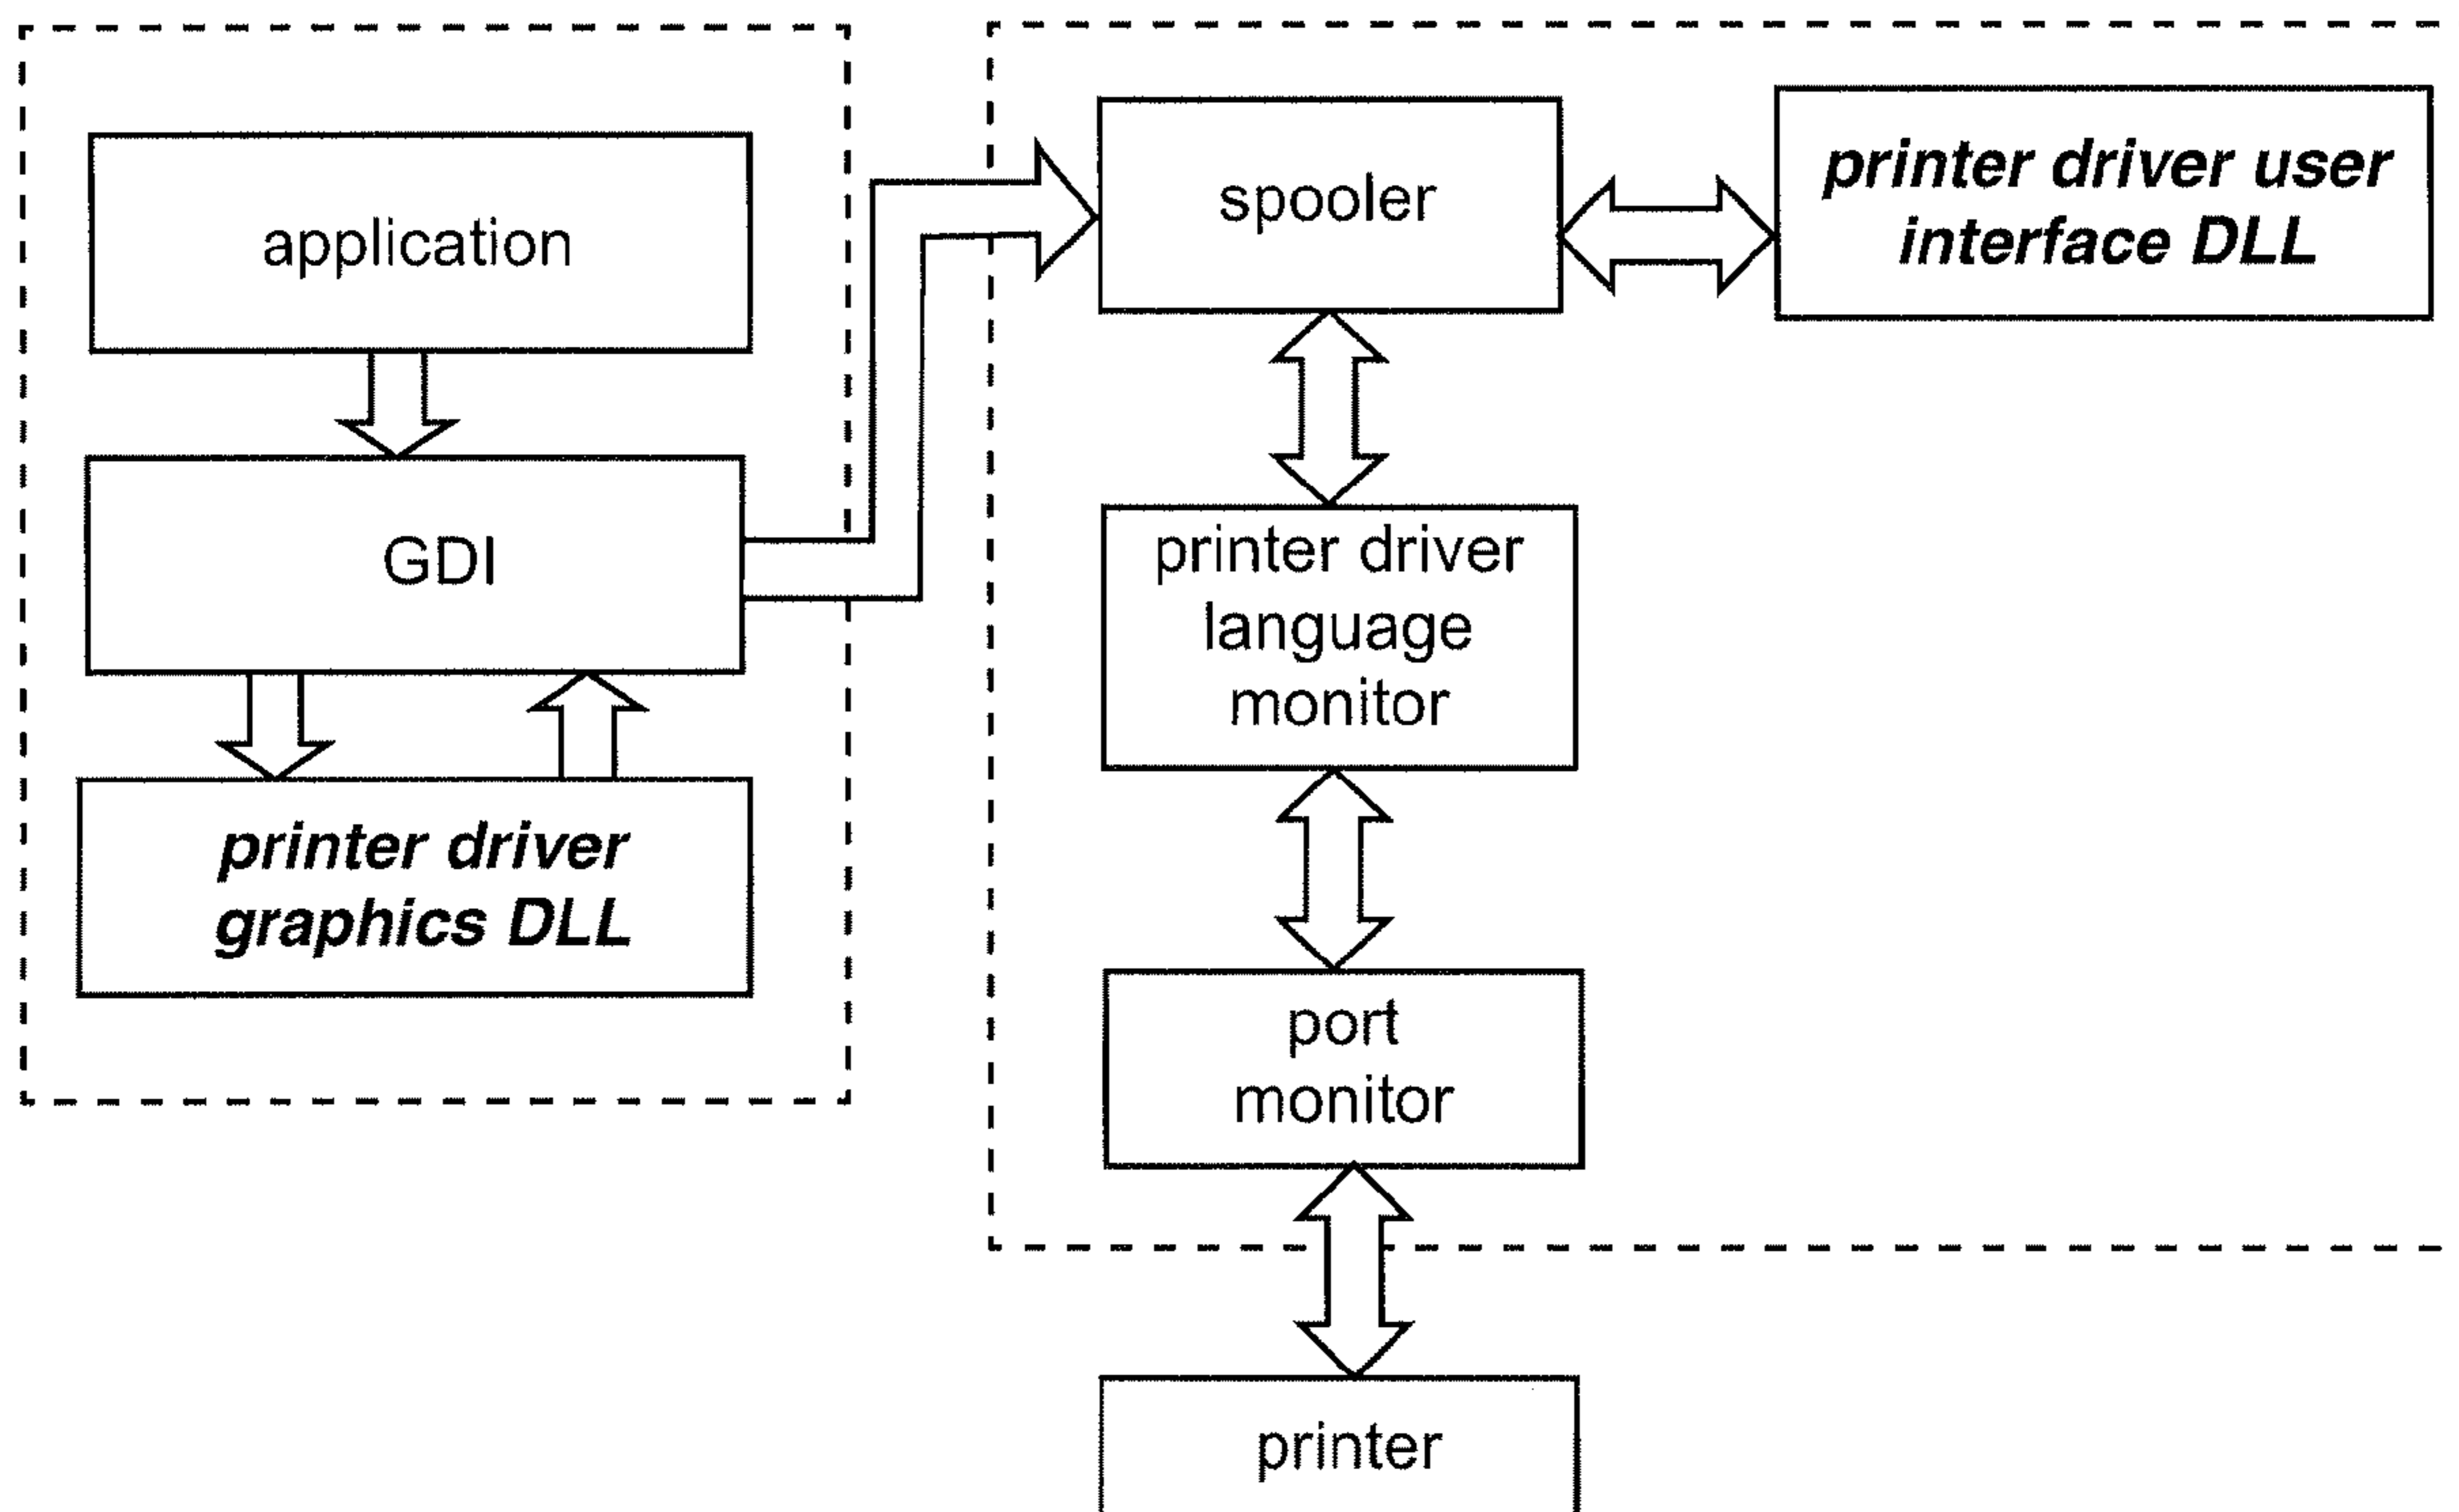 application
GDI
printer driver
graphics DLL
spooler
printer driver user
interface DLL
printer driver
language
monitor
port
monitor
printer